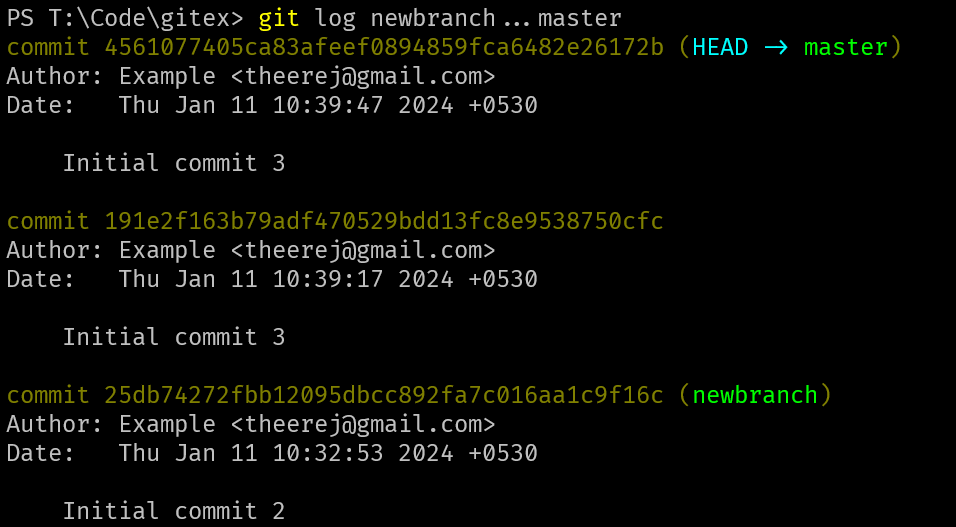 PS T:\Code\gitex> git log newbranch...master
commit 4561077405ca83afeef0894859fca6482e26172b (HEAD -> master)
Author: Example <theerej@gmail.com>
Date:   Thu Jan 11 10:39:47 2024 +0530
Initial commit 3
commit 191e2f163b79adf470529bdd13fc8e9538750cfc
Author: Example <theerej@gmail.com>
Date:   Thu Jan 11 10:39:17 2024 +0530
Initial commit 3
commit 25db74272fbb12095dbcc892fa7c016aa1c9f16c (newbranch)
Author: Example <theerej@gmail.com>
Date:   Thu Jan 11 10:32:53 2024 +0530
Initial commit 2